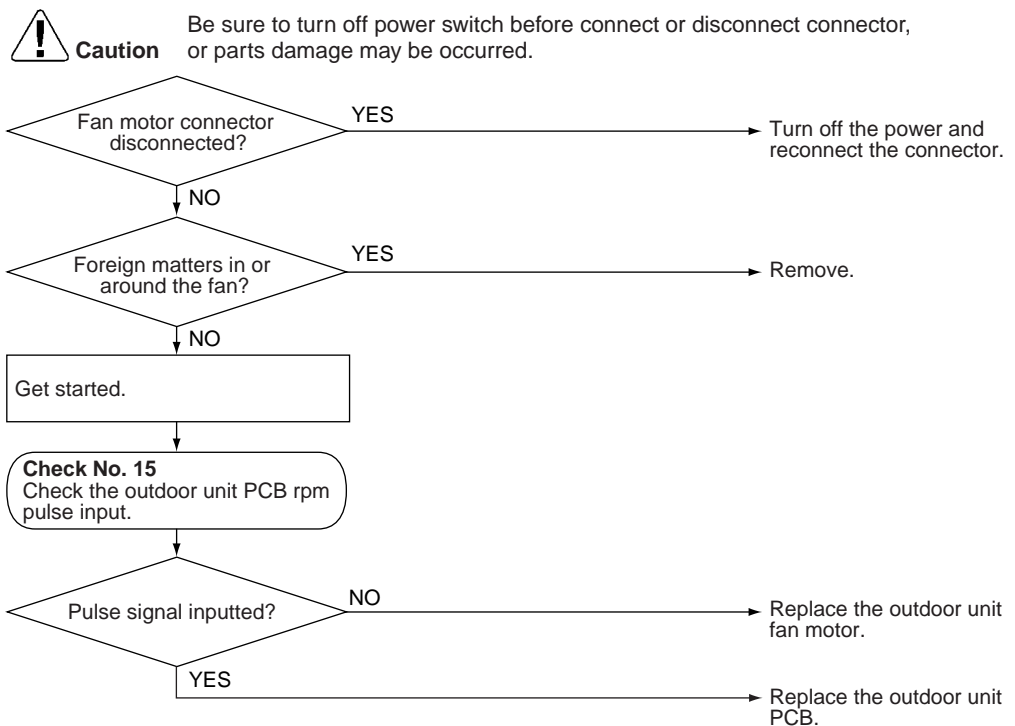 Caution
Be sure to turn off power switch before connect or disconnect connector,
or parts damage may be occurred.
Fan motor connector
disconnected?
YES
Turn off the power and
reconnect the connector.
NO
Foreign matters in or
around the fan?
YES
Remove.
NO
Get started.
Check No. 15
Check the outdoor unit PCB rpm
pulse input.
Pulse signal inputted?
NO
Replace the outdoor unit
fan motor.
YES
Replace the outdoor unit
PCB.